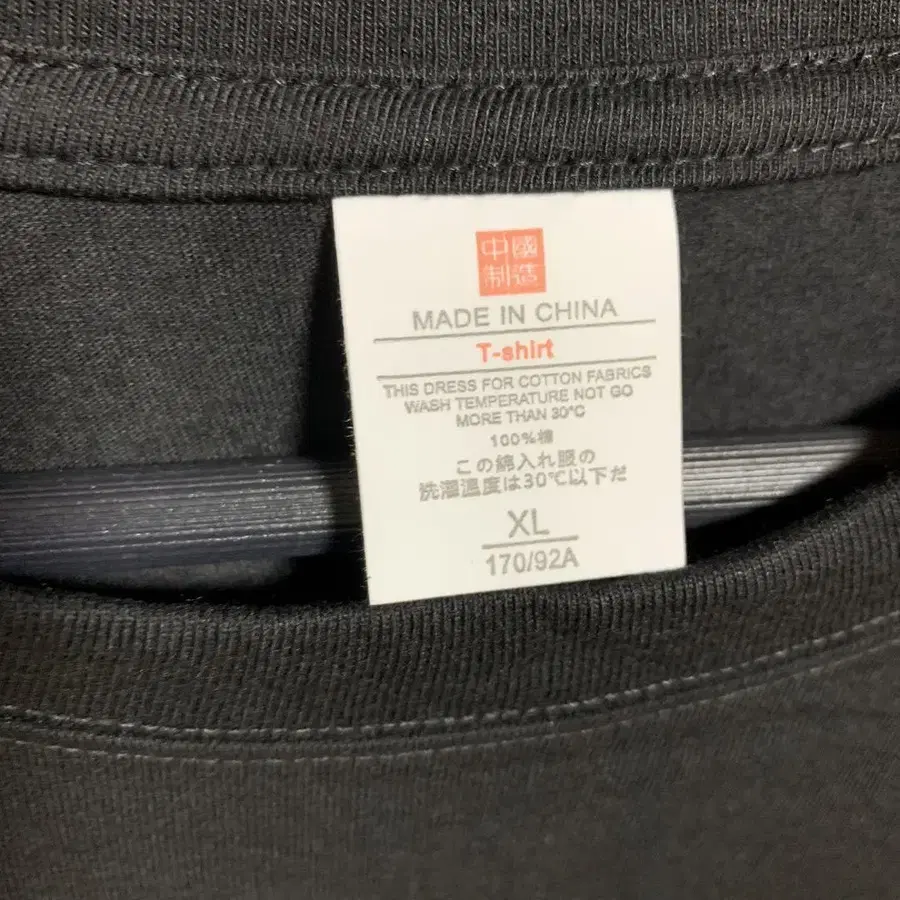 中國
制造
MADE IN CHINA
T-shirt
THIS DRESS FOR COTTON FABRICS
WASH TEMPERATURE NOT GO
MORE THAN 30°C
100%棉
この綿入れ服の
洗濯温度は30℃以下だ
XL
170/92A